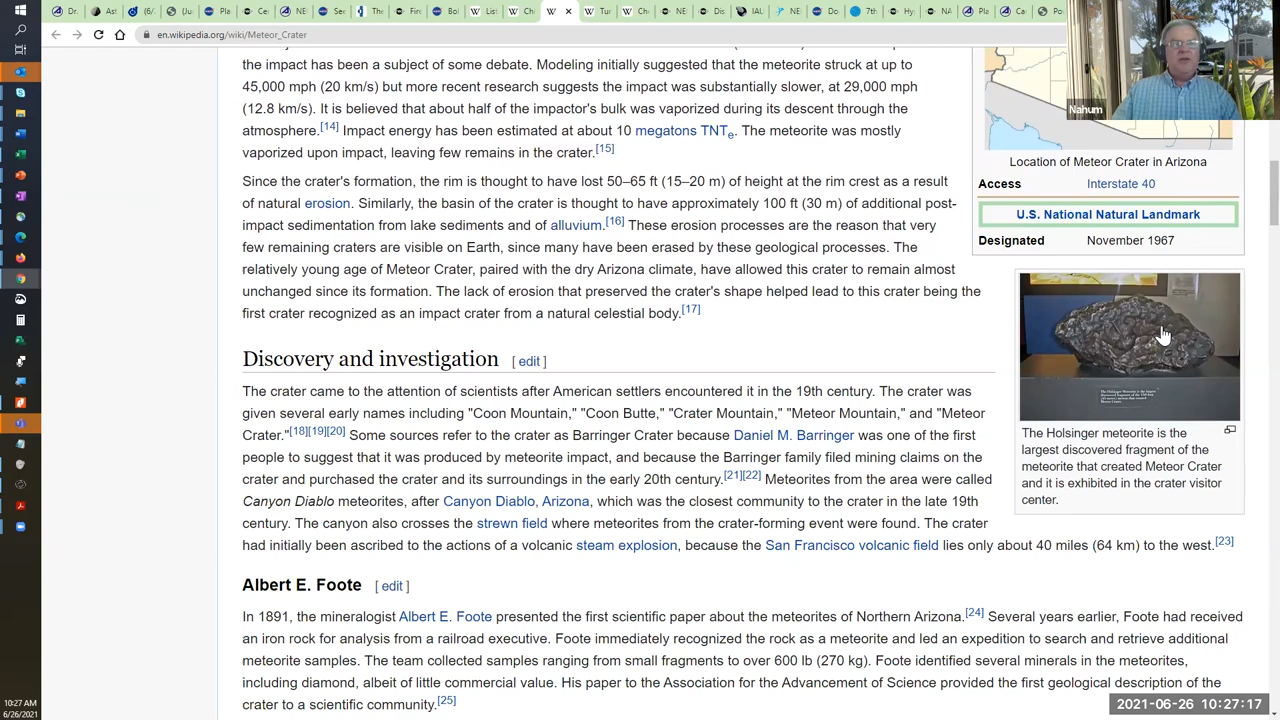 Dr
Ast
(6/
(Ju
Pla
Ce
NE
See
Th
Fir
Do
List
Ch
Tur
Ch
NE
Sh
IAU
NE
Do
7th
Hy
NA
Pla
Ca
Po
en.wikipedia.org/wiki/Meteor_Crater
Nahum
the impact has been a subject of some debate. Modeling initially suggested that the meteorite struck at up to
45,000 mph (20 km/s) but more recent research suggests the impact was substantially slower, at 29,000 mph
(12.8 km/s). It is believed that about half of the impactor's bulk was vaporized during its descent through the
atmosphere.[14] Impact energy has been estimated at about 10 megatons TNTe. The meteorite was mostly
vaporized upon impact, leaving few remains in the crater.[15]
Since the crater's formation, the rim is thought to have lost 50–65 ft (15–20 m) of height at the rim crest as a result
of natural erosion. Similarly, the basin of the crater is thought to have approximately 100 ft (30 m) of additional post-
impact sedimentation from lake sediments and of alluvium.[16] These erosion processes are the reason that very
few remaining craters are visible on Earth, since many have been erased by these geological processes. The
relatively young age of Meteor Crater, paired with the dry Arizona climate, have allowed this crater to remain almost
unchanged since its formation. The lack of erosion that preserved the crater's shape helped lead to this crater being the
first crater recognized as an impact crater from a natural celestial body.[17]
Location of Meteor Crater in Arizona
Access Interstate 40
U.S. National Natural Landmark
Designated November 1967
The Holsinger meteorite is the
largest discovered fragment of the
meteorite that created Meteor Crater
and it is exhibited in the crater visitor
center.
Discovery and investigation [ edit ]
The crater came to the attention of scientists after American settlers encountered it in the 19th century. The crater was
given several early names including "Coon Mountain," "Coon Butte," "Crater Mountain," "Meteor Mountain," and "Meteor
Crater."[18][19][20] Some sources refer to the crater as Barringer Crater because Daniel M. Barringer was one of the first
people to suggest that it was produced by meteorite impact, and because the Barringer family filed mining claims on the
crater and purchased the crater and its surroundings in the early 20th century.[21][22] Meteorites from the area were called
Canyon Diablo meteorites, after Canyon Diablo, Arizona, which was the closest community to the crater in the late 19th
century. The canyon also crosses the strewn field where meteorites from the crater-forming event were found. The crater
had initially been ascribed to the actions of a volcanic steam explosion, because the San Francisco volcanic field lies only about 40 miles (64 km) to the west.[23]
Albert E. Foote [ edit ]
In 1891, the mineralogist Albert E. Foote presented the first scientific paper about the meteorites of Northern Arizona.[24] Several years earlier, Foote had received
an iron rock for analysis from a railroad executive. Foote immediately recognized the rock as a meteorite and led an expedition to search and retrieve additional
meteorite samples. The team collected samples ranging from small fragments to over 600 lb (270 kg). Foote identified several minerals in the meteorites,
including diamond, albeit of little commercial value. His paper to the Association for the Advancement of Science provided the first geological description of the
crater to a scientific community.[25]
10:27 AM
6/26/2021
2021-06-26 10:27:17